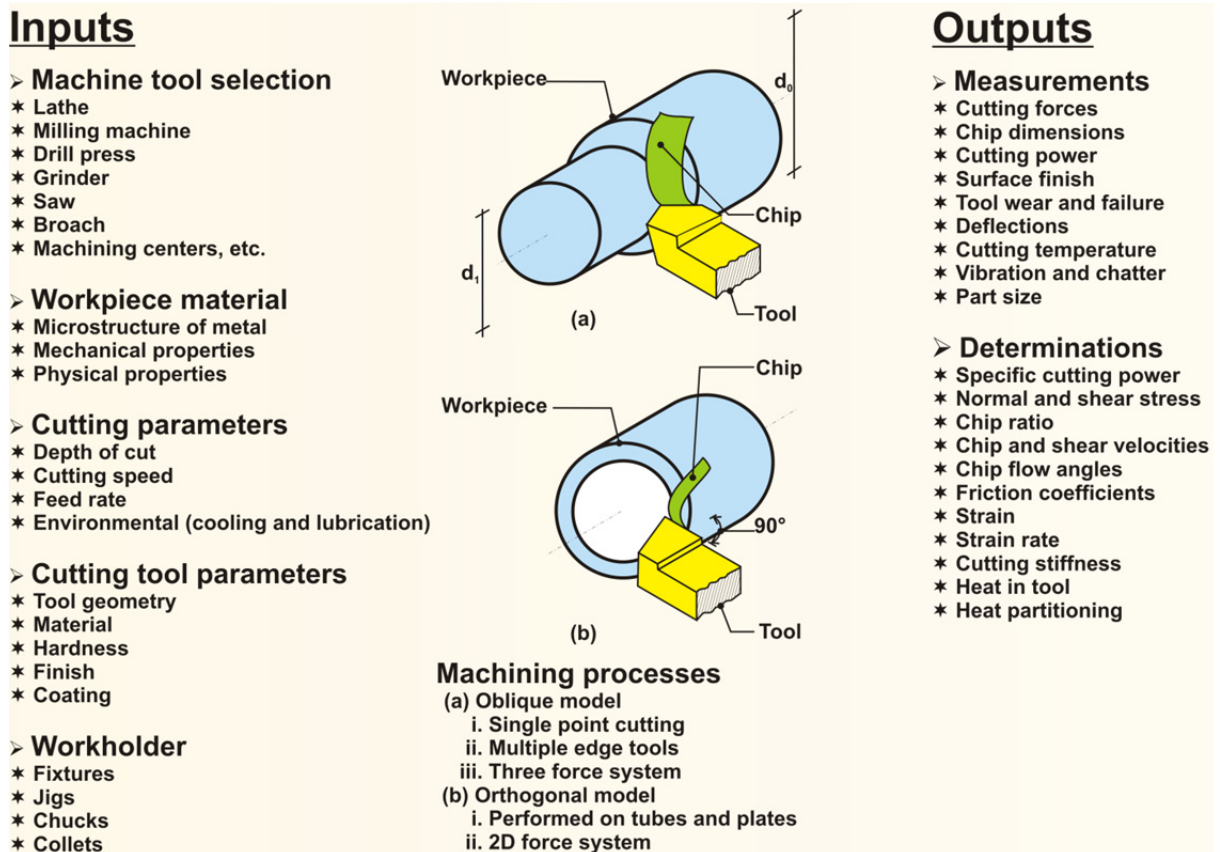 Inputs
➢ Machine tool selection
✶ Lathe
✶ Milling machine
✶ Drill press
✶ Grinder
✶ Saw
✶ Broach
✶ Machining centers, etc.
➢ Workpiece material
✶ Microstructure of metal
✶ Mechanical properties
✶ Physical properties
➢ Cutting parameters
✶ Depth of cut
✶ Cutting speed
✶ Feed rate
✶ Environmental (cooling and lubrication)
➢ Cutting tool parameters
✶ Tool geometry
✶ Material
✶ Hardness
✶ Finish
✶ Coating
➢ Workholder
✶ Fixtures
✶ Jigs
✶ Chucks
✶ Collets
Workpiece
d₀
Chip
d₁
Tool
(a)
Chip
Workpiece
90°
Tool
(b)
Machining processes
(a) Oblique model
i. Single point cutting
ii. Multiple edge tools
iii. Three force system
(b) Orthogonal model
i. Performed on tubes and plates
ii. 2D force system
Outputs
➢ Measurements
✶ Cutting forces
✶ Chip dimensions
✶ Cutting power
✶ Surface finish
✶ Tool wear and failure
✶ Deflections
✶ Cutting temperature
✶ Vibration and chatter
✶ Part size
➢ Determinations
✶ Specific cutting power
✶ Normal and shear stress
✶ Chip ratio
✶ Chip and shear velocities
✶ Chip flow angles
✶ Friction coefficients
✶ Strain
✶ Strain rate
✶ Cutting stiffness
✶ Heat in tool
✶ Heat partitioning